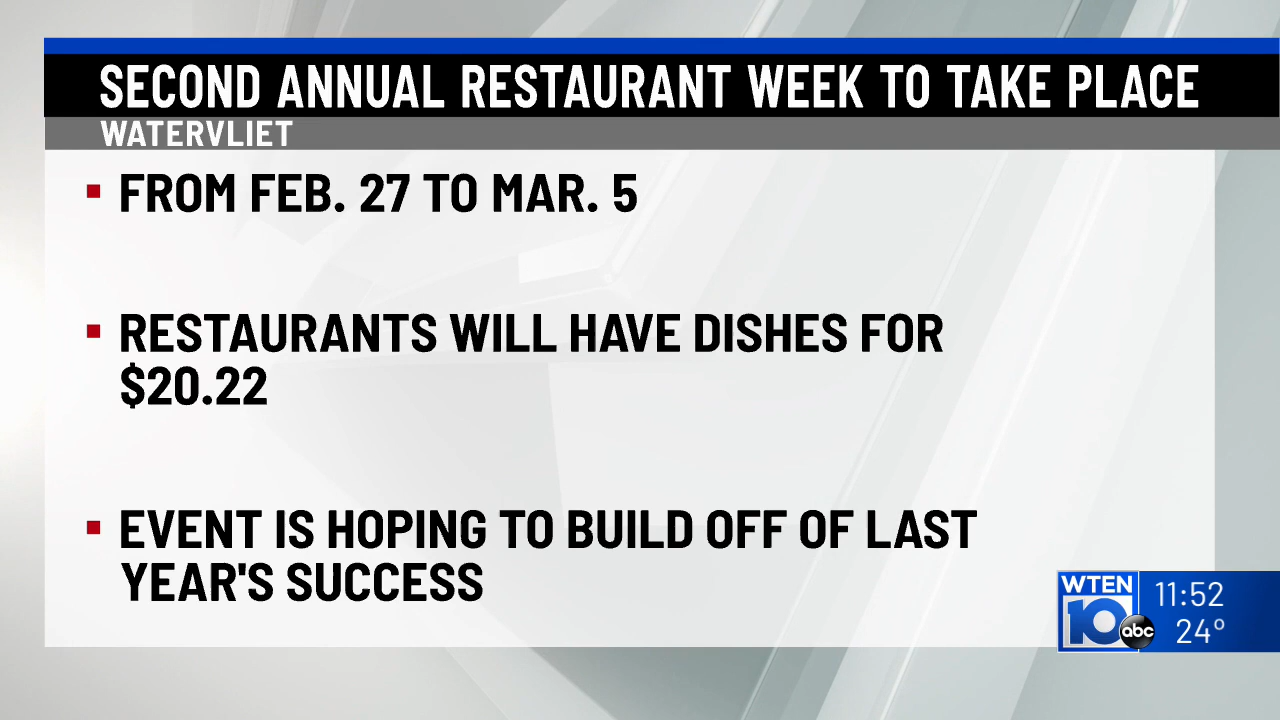 SECOND ANNUAL RESTAURANT WEEK TO TAKE PLACE
WATERVLIET
▪ FROM FEB. 27 TO MAR. 5
▪ RESTAURANTS WILL HAVE DISHES FOR
$20.22
▪ EVENT IS HOPING TO BUILD OFF OF LAST
YEAR'S SUCCESS
WTEN
10
abc
11:52
24°